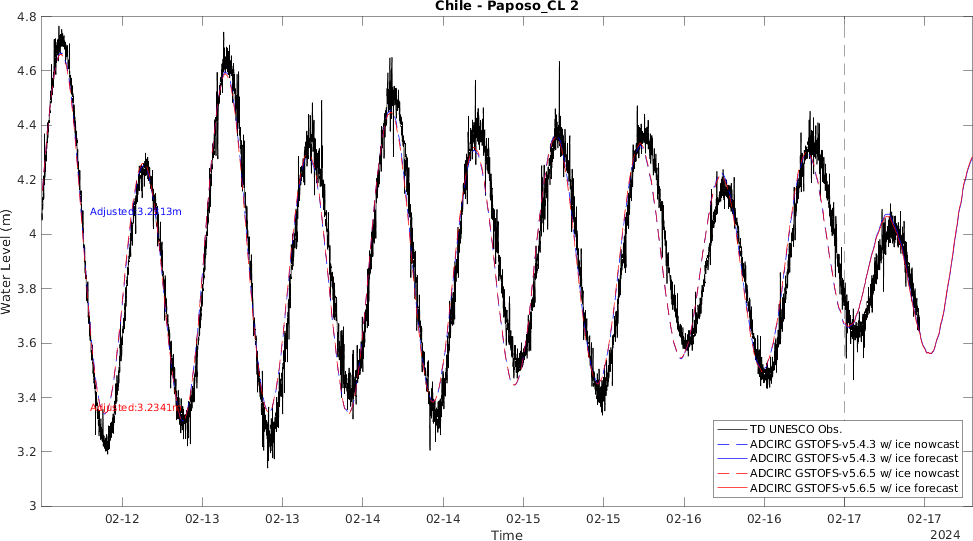 Chile - Paposo_CL 2
4.8
4.6
4.4
4.2
4
3.8
3.6
3.4
3.2
3
Water Level (m)
Adjusted:3.2113m
Adjusted:3.2341m
TD UNESCO Obs.
ADCIRC GSTOFS-v5.4.3 w/ ice nowcast
ADCIRC GSTOFS-v5.4.3 w/ ice forecast
ADCIRC GSTOFS-v5.6.5 w/ ice nowcast
ADCIRC GSTOFS-v5.6.5 w/ ice forecast
02-12 02-13 02-13 02-14 02-14 02-15 02-15 02-16 02-16 02-17 02-17
Time
2024